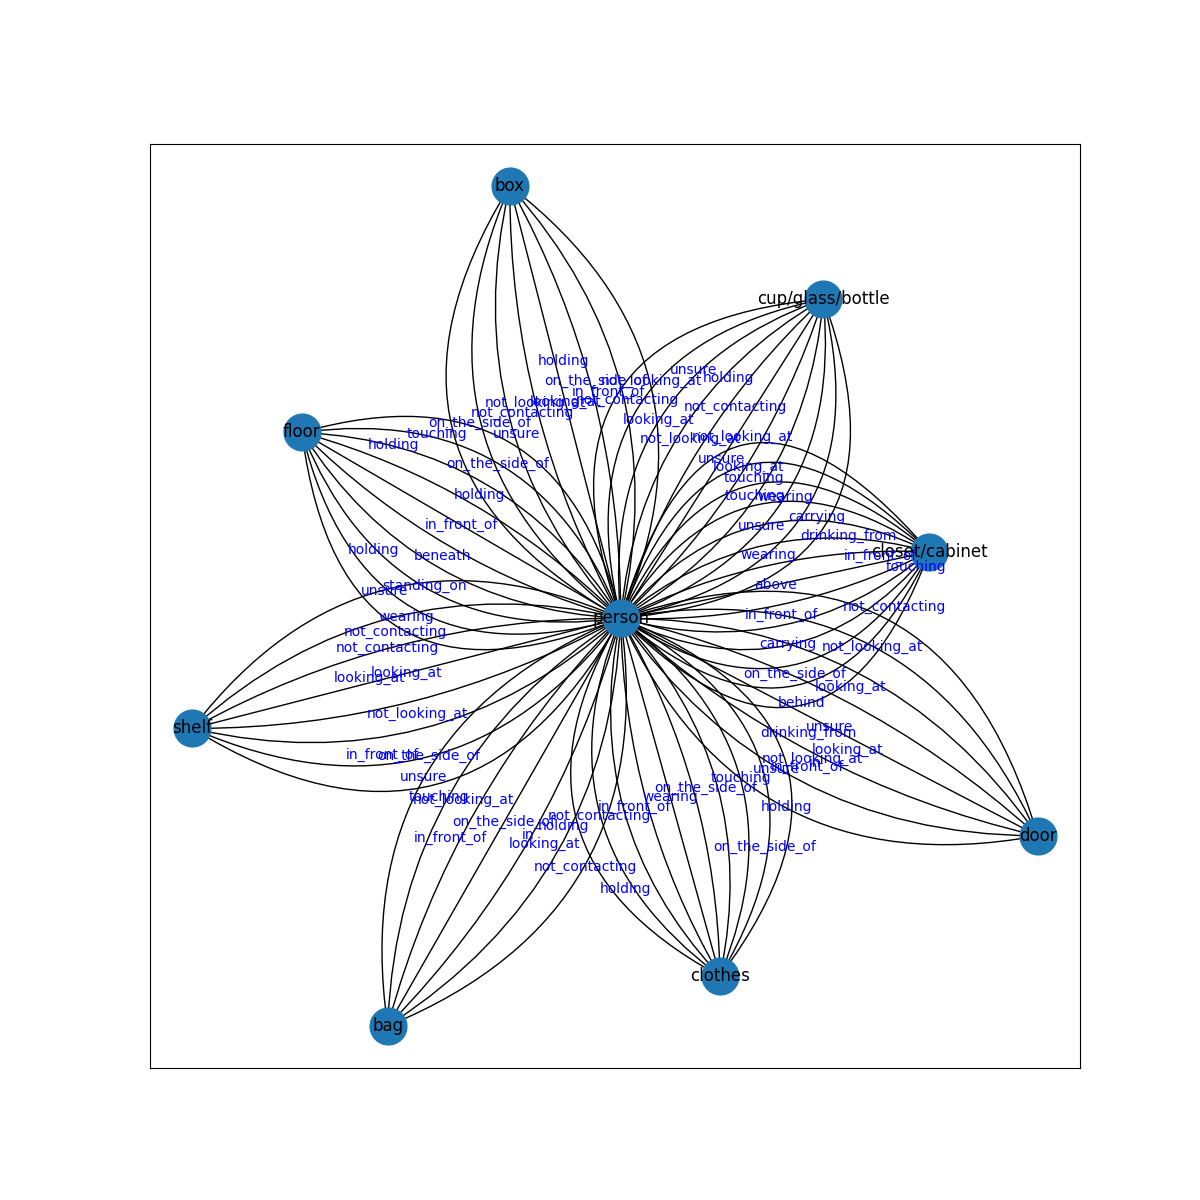 box
cup/glass/bottle
holding
unsure
holding
on_the_side_of
not_looking_at
in_front_of
not_looking_at
looking_at
not_contacting
not_contacting
not_contacting
looking_at
on_the_side_of
floor
touching
unsure
not_looking_at
not_looking_at
holding
unsure
on_the_side_of
looking_at
touching
holding
touching
wearing
carrying
in_front_of
unsure
drinking_from
holding
closet/cabinet
beneath
wearing
in_front_of
touching
standing_on
above
unsure
not_contacting
wearing
in_front_of
person
not_contacting
not_contacting
carrying
not_looking_at
looking_at
looking_at
on_the_side_of
looking_at
behind
not_looking_at
shelf
unsure
drinking_from
looking_at
in_front_of
on_the_side_of
not_looking_at
in_front_of
unsure
unsure
touching
on_the_side_of
touching
not_looking_at
wearing
in_front_of
holding
not_contacting
on_the_side_of
holding
in
in_front_of
door
looking_at
on_the_side_of
not_contacting
holding
clothes
bag